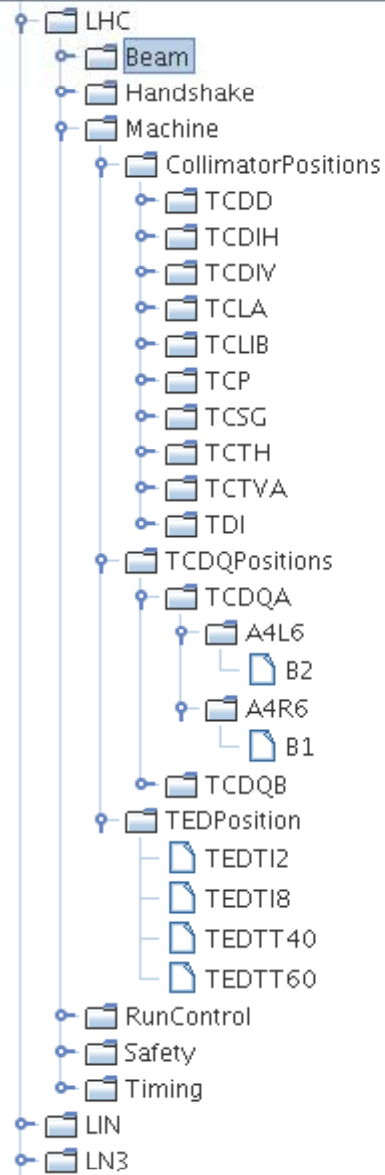 LHC
Beam
Handshake
Machine
CollimatorPositions
TCDD
TCDIH
TCDIV
TCLA
TCLIB
TCP
TCSG
TCTH
TCTVA
TDI
TCDQPositions
TCDQA
A4L6
B2
A4R6
B1
TCDQB
TEDPosition
TEDTI2
TEDTI8
TEDTT40
TEDTT60
RunControl
Safety
Timing
LIN
LN3